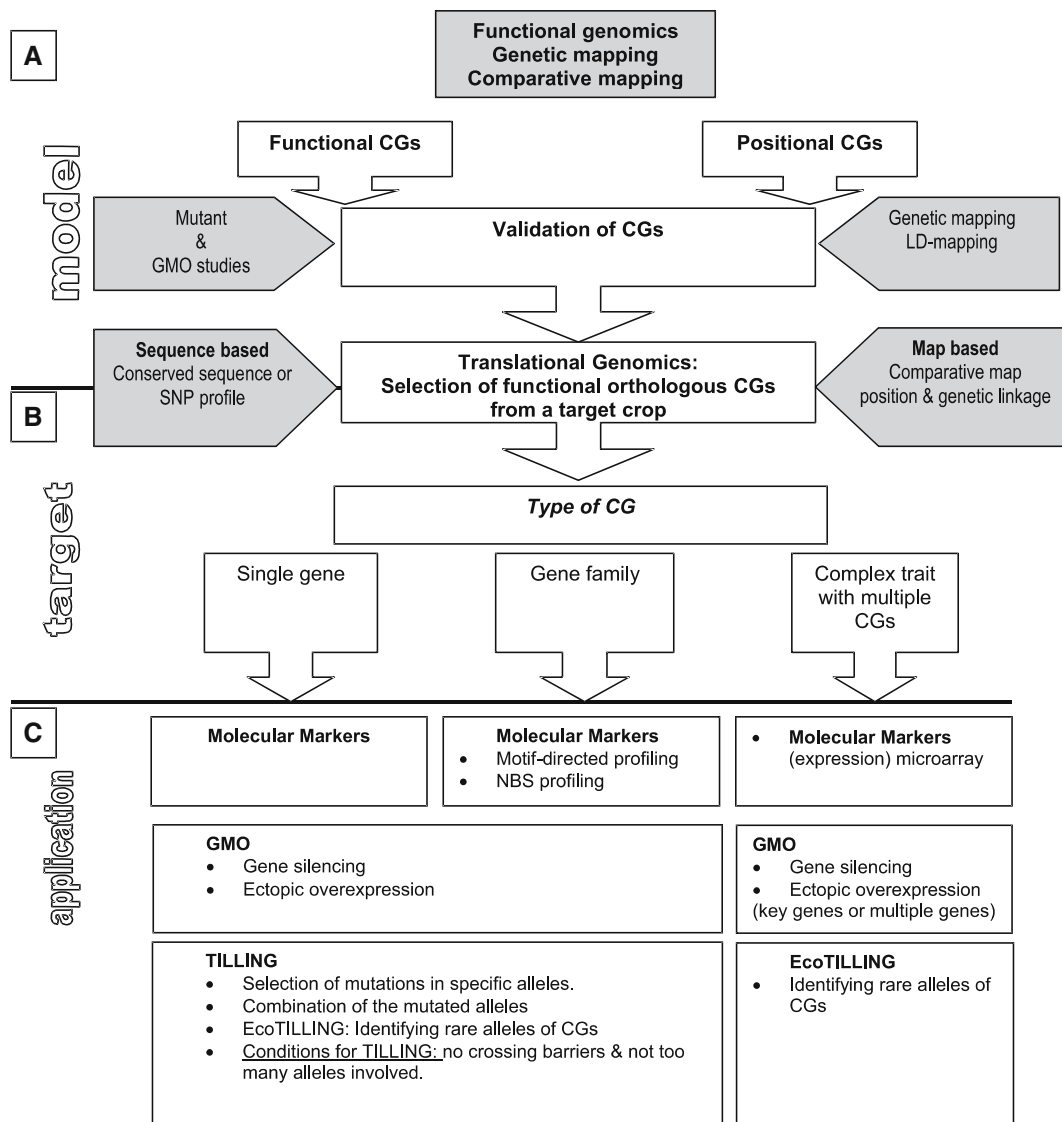 A
Functional genomics
Genetic mapping
Comparative mapping
model
Functional CGs
Positional CGs
Mutant
&
GMO studies
Validation of CGs
Genetic mapping
LD-mapping
Sequence based
Conserved sequence or
SNP profile
Translational Genomics:
Selection of functional orthologous CGs
from a target crop
Map based
Comparative map
position & genetic linkage
B
target
Type of CG
Single gene
Gene family
Complex trait
with multiple
CGs
C
application
Molecular Markers
Molecular Markers
• Motif-directed profiling
• NBS profiling
• Molecular Markers
(expression) microarray
GMO
• Gene silencing
• Ectopic overexpression
GMO
• Gene silencing
• Ectopic overexpression
(key genes or multiple genes)
TILLING
• Selection of mutations in specific alleles.
• Combination of the mutated alleles
• EcoTILLING: Identifying rare alleles of CGs
• Conditions for TILLING: no crossing barriers & not too
many alleles involved.
EcoTILLING
• Identifying rare alleles of
CGs